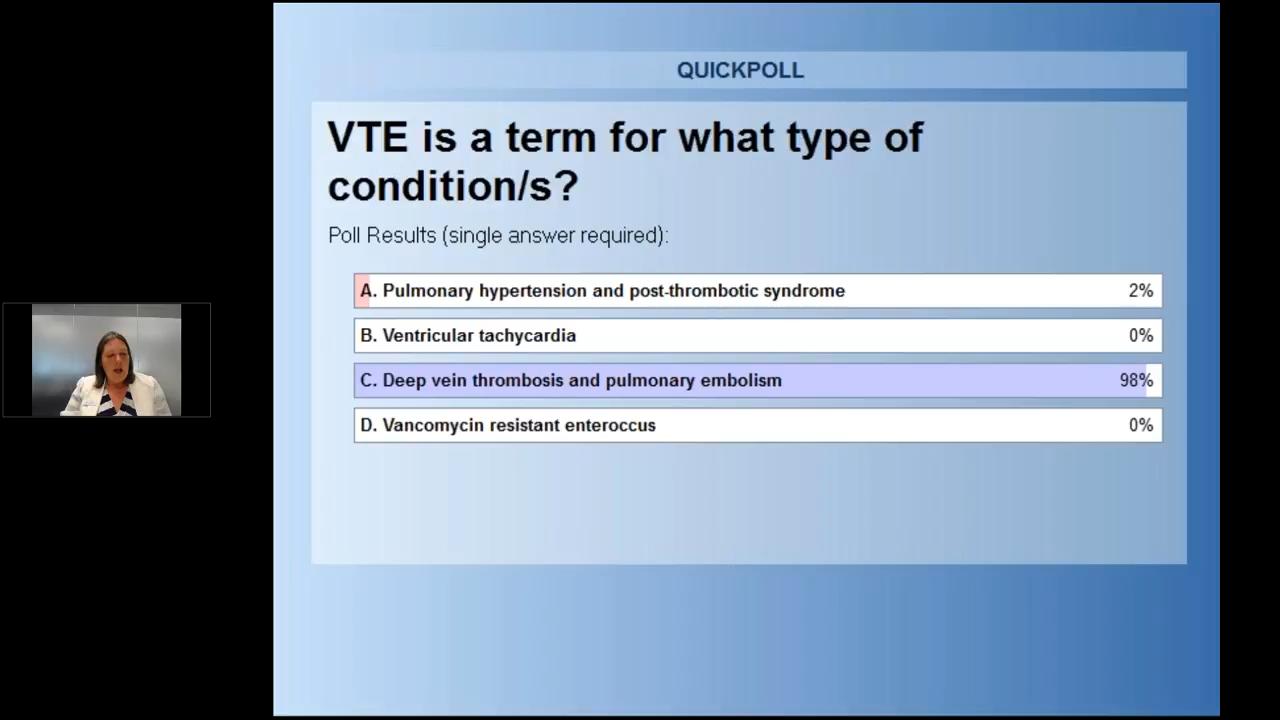 QUICKPOLL
VTE is a term for what type of
condition/s?
Poll Results (single answer required):
A. Pulmonary hypertension and post-thrombotic syndrome 2%
B. Ventricular tachycardia 0%
C. Deep vein thrombosis and pulmonary embolism 98%
D. Vancomycin resistant enteroccus 0%